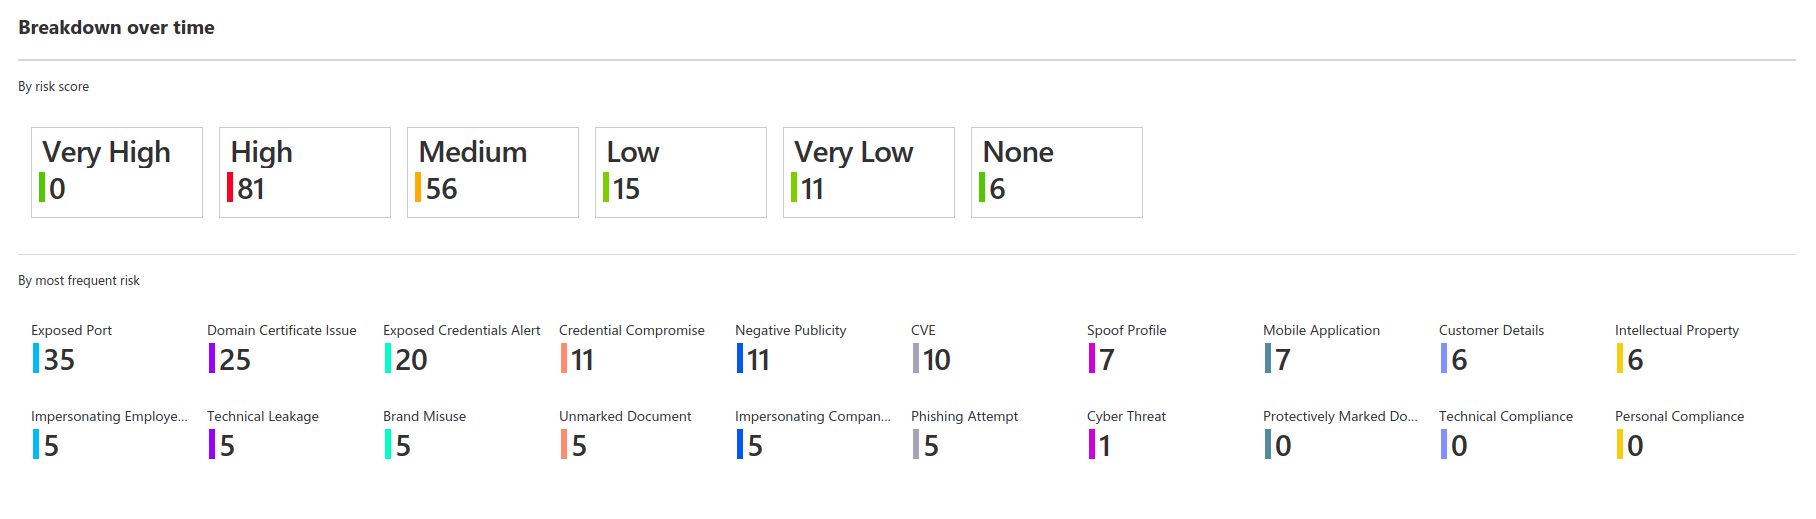 Breakdown over time
By risk score
Very High High Medium Low Very Low None
0 81 56 15 11 6
By most frequent risk
Exposed Port Domain Certificate Issue Exposed Credentials Alert Credential Compromise Negative Publicity CVE Spoof Profile Mobile Application Customer Details Intellectual Property
35 25 20 11 11 10 7 7 6 6
Impersonating Employe... Technical Leakage Brand Misuse Unmarked Document Impersonating Compan... Phishing Attempt Cyber Threat Protectively Marked Do... Technical Compliance Personal Compliance
5 5 5 5 5 5 1 0 0 0